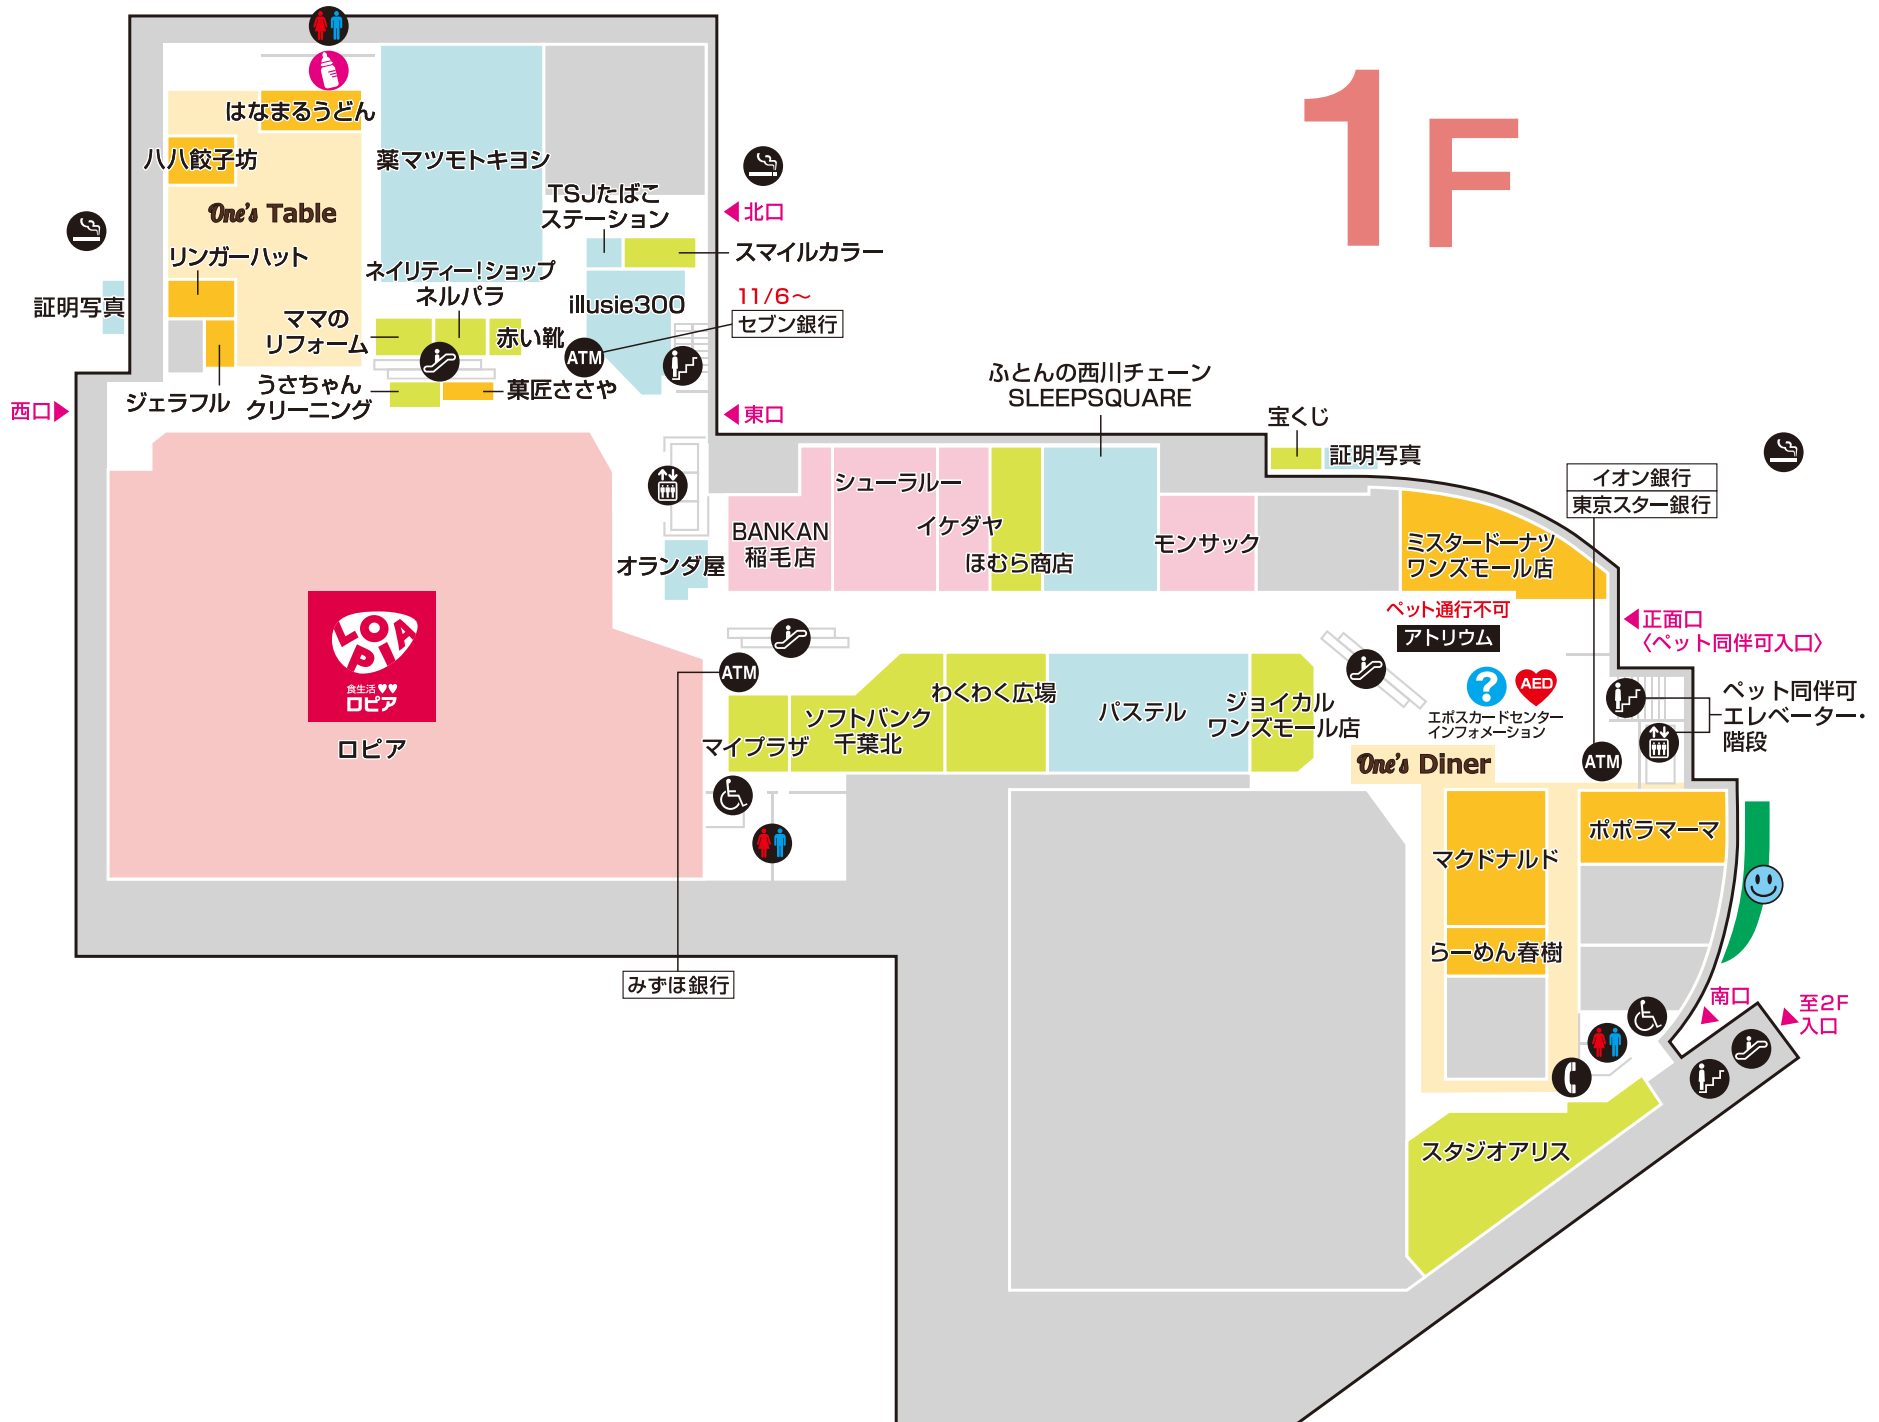 1F
はなまるうどん
八八餃子坊
One's Table
リンガーハット
証明写真
ジェラフル
薬マツモトキヨシ
TSJたばこ
ステーション
スマイルカラー
ネイリティー!ショップ
ネルパラ
illusie300
11/6～
セブン銀行
ママの
リフォーム
赤い靴
ATM
うさちゃん
クリーニング
菓匠ささや
北口
東口
西口
ふとんの西川チェーン
SLEEPSQUARE
宝くじ
証明写真
イオン銀行
東京スター銀行
シューラルー
BANKAN
稲毛店
イケダヤ
ほむら商店
モンサック
ミスタードーナツ
ワンズモール店
オランダ屋
ペット通行不可
アトリウム
正面口
〈ペット同伴可入口〉
LOPIA
食生活♥♥
ロピア
ロピア
ATM
マイプラザ
ソフトバンク
千葉北
わくわく広場
パステル
ジョイカル
ワンズモール店
?
AED
エポスカードセンター
インフォメーション
ペット同伴可
エレベーター・
階段
ATM
One's Diner
ポポラマーマ
マクドナルド
らーめん春樹
みずほ銀行
南口
至2F
入口
スタジオアリス